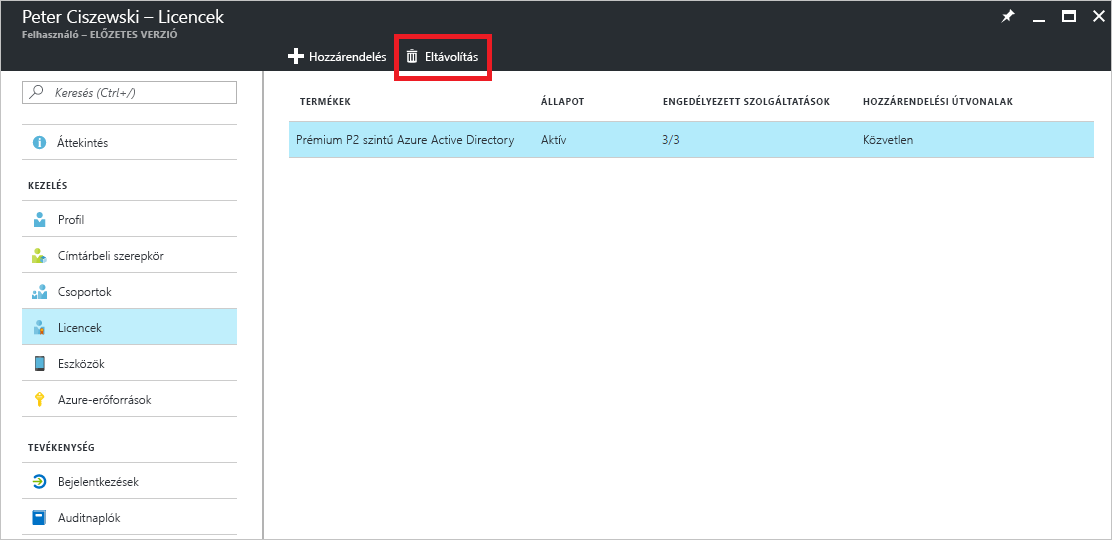 Peter Ciszewski – Licencek
Felhasználó – ELŐZETES VERZIÓ
Hozzárendelés Eltávolítás
Keresés (Ctrl+/)
Áttekintés
KEZELÉS
Profil
Címtárbeli szerepkör
Csoportok
Licencek
Eszközök
Azure-erőforrások
TEVÉKENYSÉG
Bejelentkezések
Auditnaplók
TERMÉKEK ÁLLAPOT ENGEDÉLYEZETT SZOLGÁLTATÁSOK HOZZÁRENDELÉSI ÚTVONALAK
Prémium P2 szintű Azure Active Directory Aktív 3/3 Közvetlen